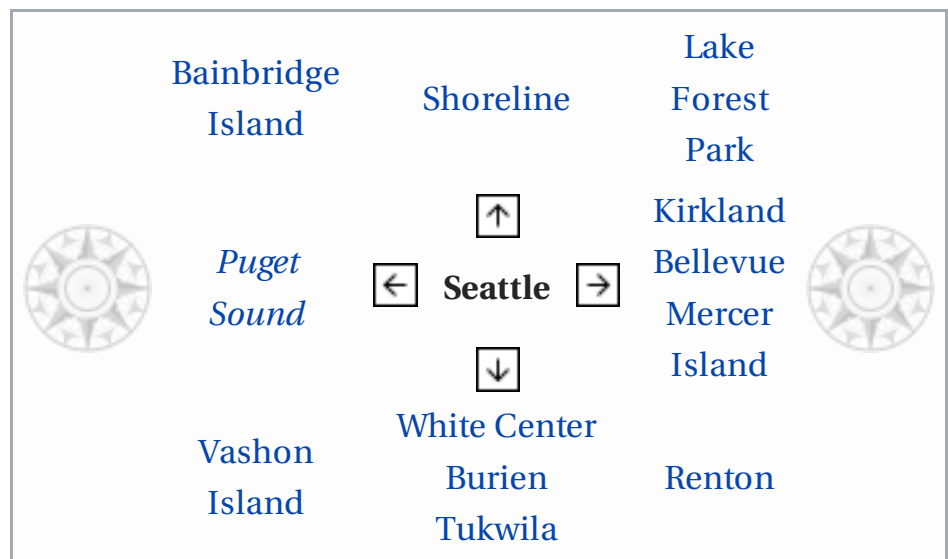 Bainbridge
Island
Shoreline
Lake
Forest
Park
Puget
Sound
↑
← Seattle →
↓
Kirkland
Bellevue
Mercer
Island
Vashon
Island
White Center
Burien
Tukwila
Renton